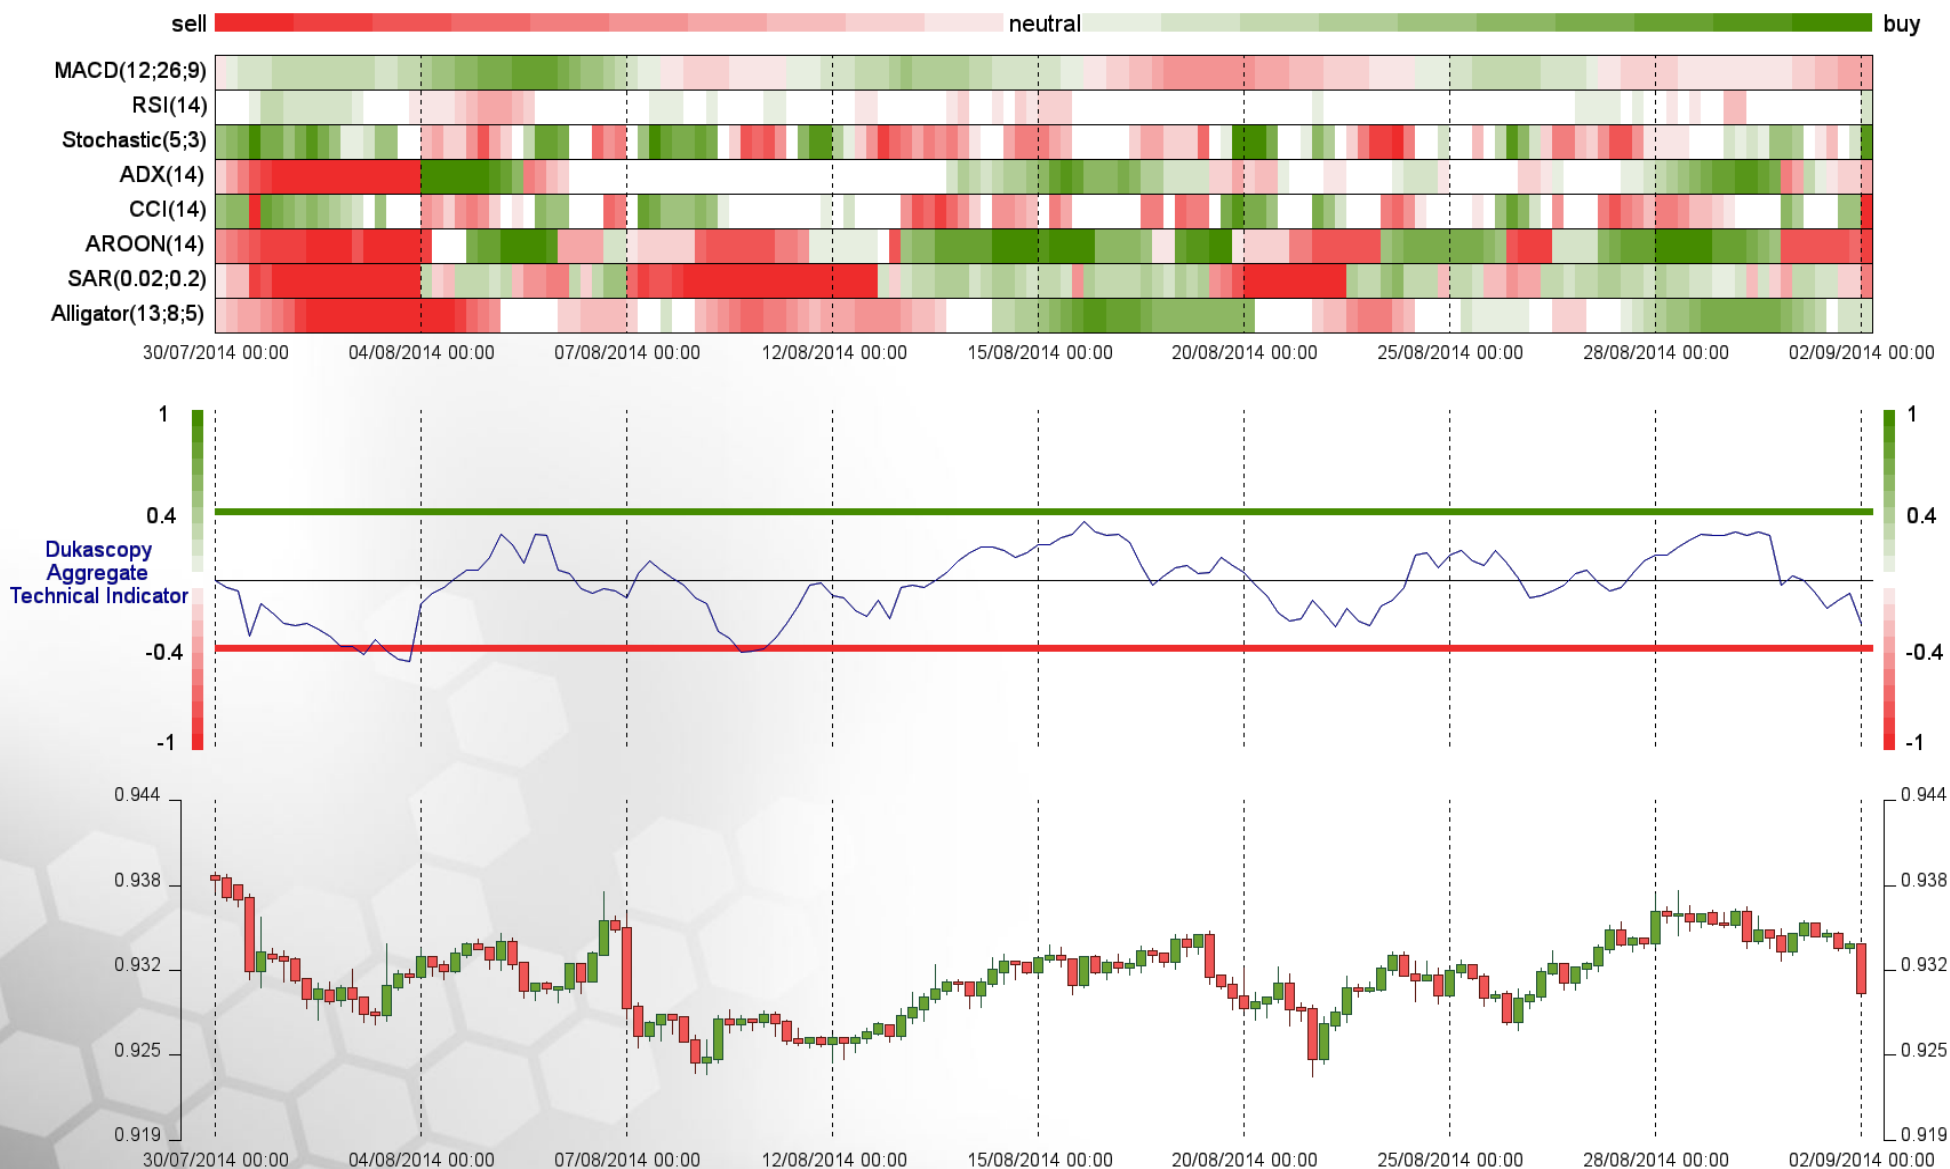 sell neutral buy
MACD(12;26;9)
RSI(14)
Stochastic(5;3)
ADX(14)
CCI(14)
AROON(14)
SAR(0.02;0.2)
Alligator(13;8;5)
30/07/2014 00:00 04/08/2014 00:00 07/08/2014 00:00 12/08/2014 00:00 15/08/2014 00:00 20/08/2014 00:00 25/08/2014 00:00 28/08/2014 00:00 02/09/2014 00:00
1 1
0.4 0.4
Dukascopy
Aggregate
Technical Indicator
-0.4 -0.4
-1 -1
0.944 0.944
0.938 0.938
0.932 0.932
0.925 0.925
0.919 0.919
30/07/2014 00:00 04/08/2014 00:00 07/08/2014 00:00 12/08/2014 00:00 15/08/2014 00:00 20/08/2014 00:00 25/08/2014 00:00 28/08/2014 00:00 02/09/2014 00:00